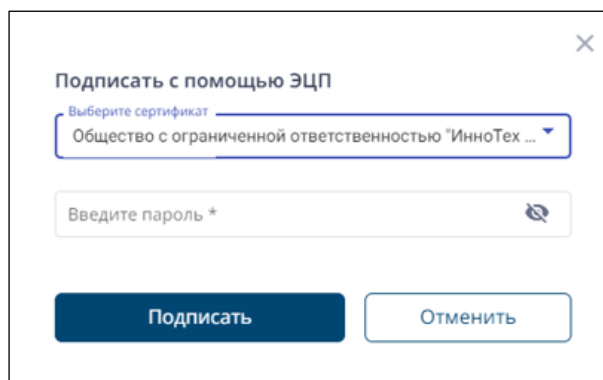 Подписать с помощью ЭЦП
Выберите сертификат
Общество с ограниченной ответственностью "ИнноТех ...
Введите пароль *
Подписать
Отменить